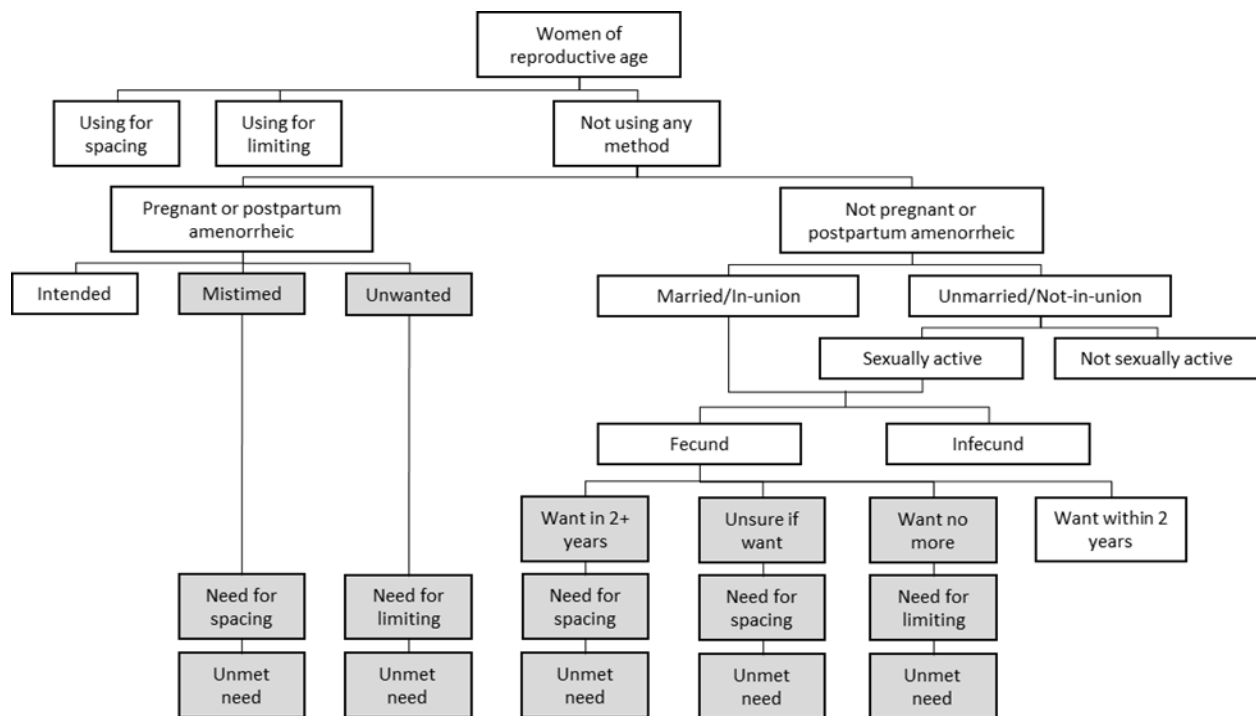 Women of
reproductive age
Using for
spacing
Using for
limiting
Not using any
method
Pregnant or postpartum
amenorrheic
Not pregnant or
postpartum amenorrheic
Intended
Mistimed
Unwanted
Married/In-union
Unmarried/Not-in-union
Sexually active
Not sexually active
Fecund
Infecund
Want in 2+
years
Unsure if
want
Want no
more
Want within 2
years
Need for
spacing
Need for
limiting
Need for
spacing
Need for
spacing
Need for
limiting
Unmet
need
Unmet
need
Unmet
need
Unmet
need
Unmet
need